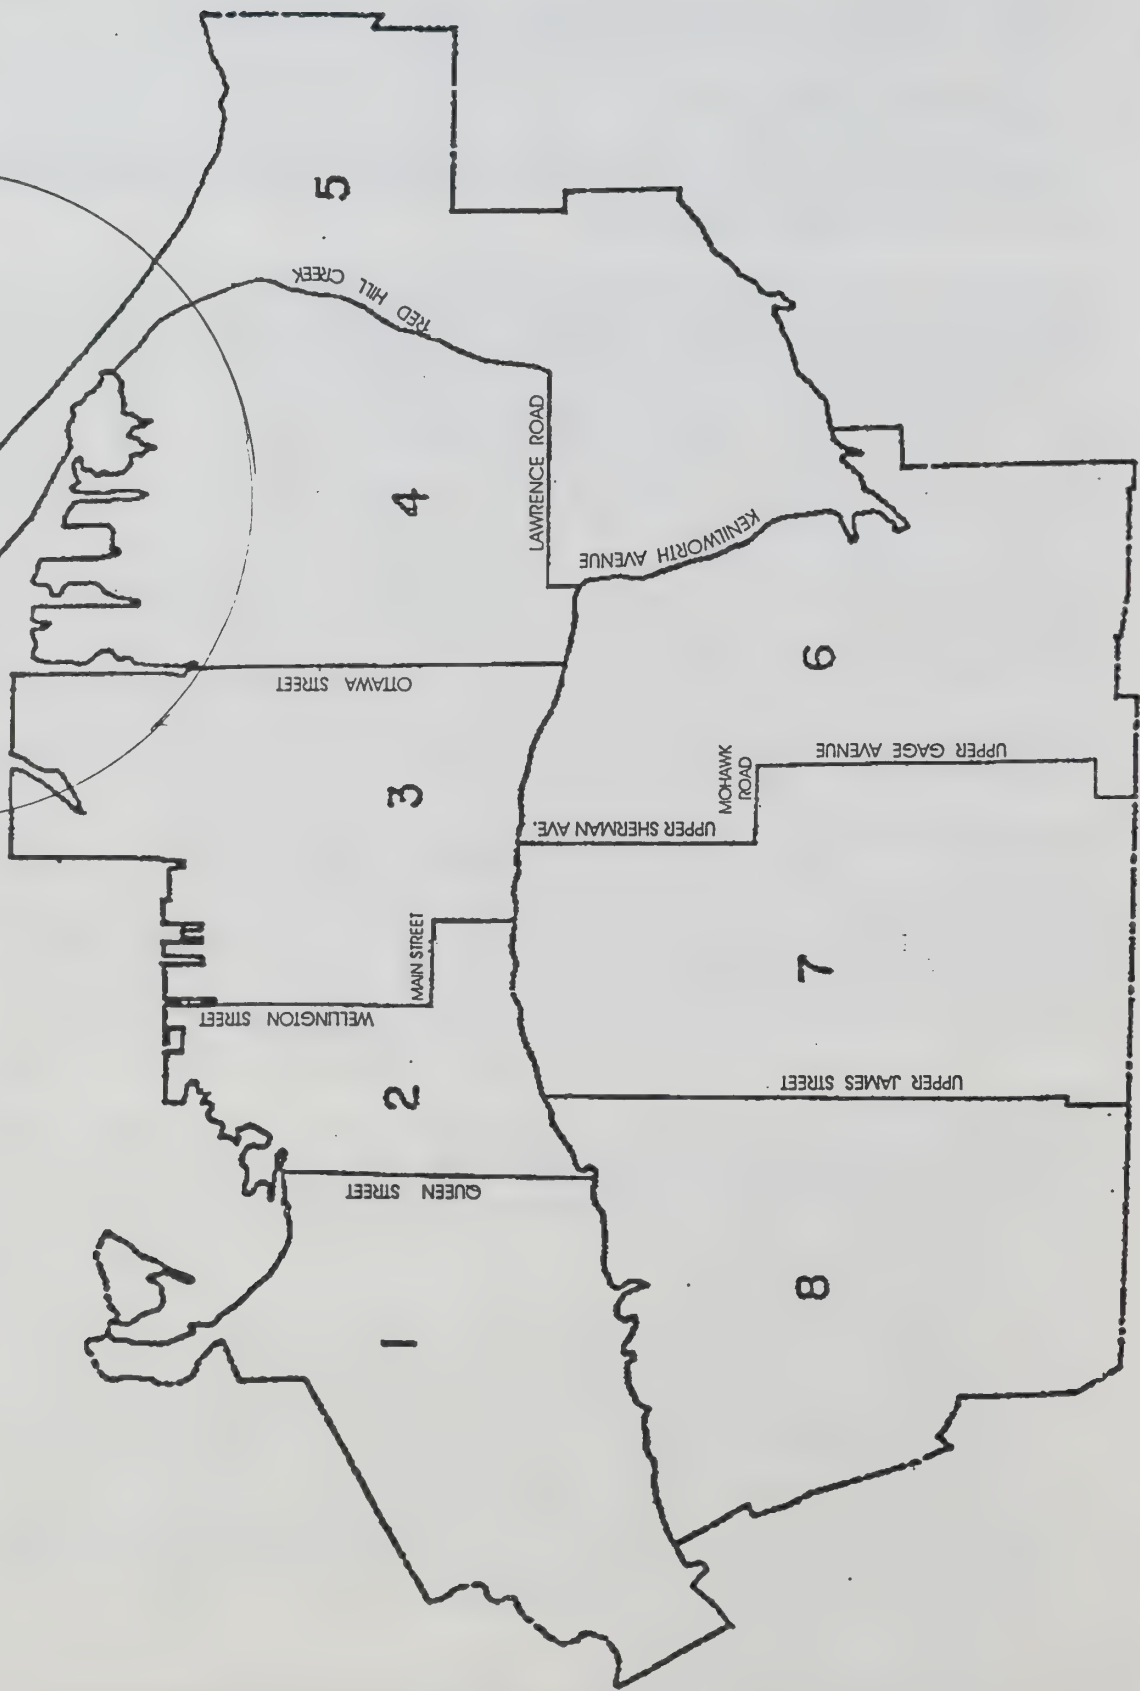 5
RED HILL CREEK
4
LAWRENCE ROAD
KENILWORTH AVENUE
OTTAWA STREET
3
6
UPPER GAGE AVENUE
MOHAWK
ROAD
UPPER SHERMAN AVE.
MAIN STREET
WELLINGTON STREET
7
2
UPPER JAMES STREET
QUEEN STREET
1
8